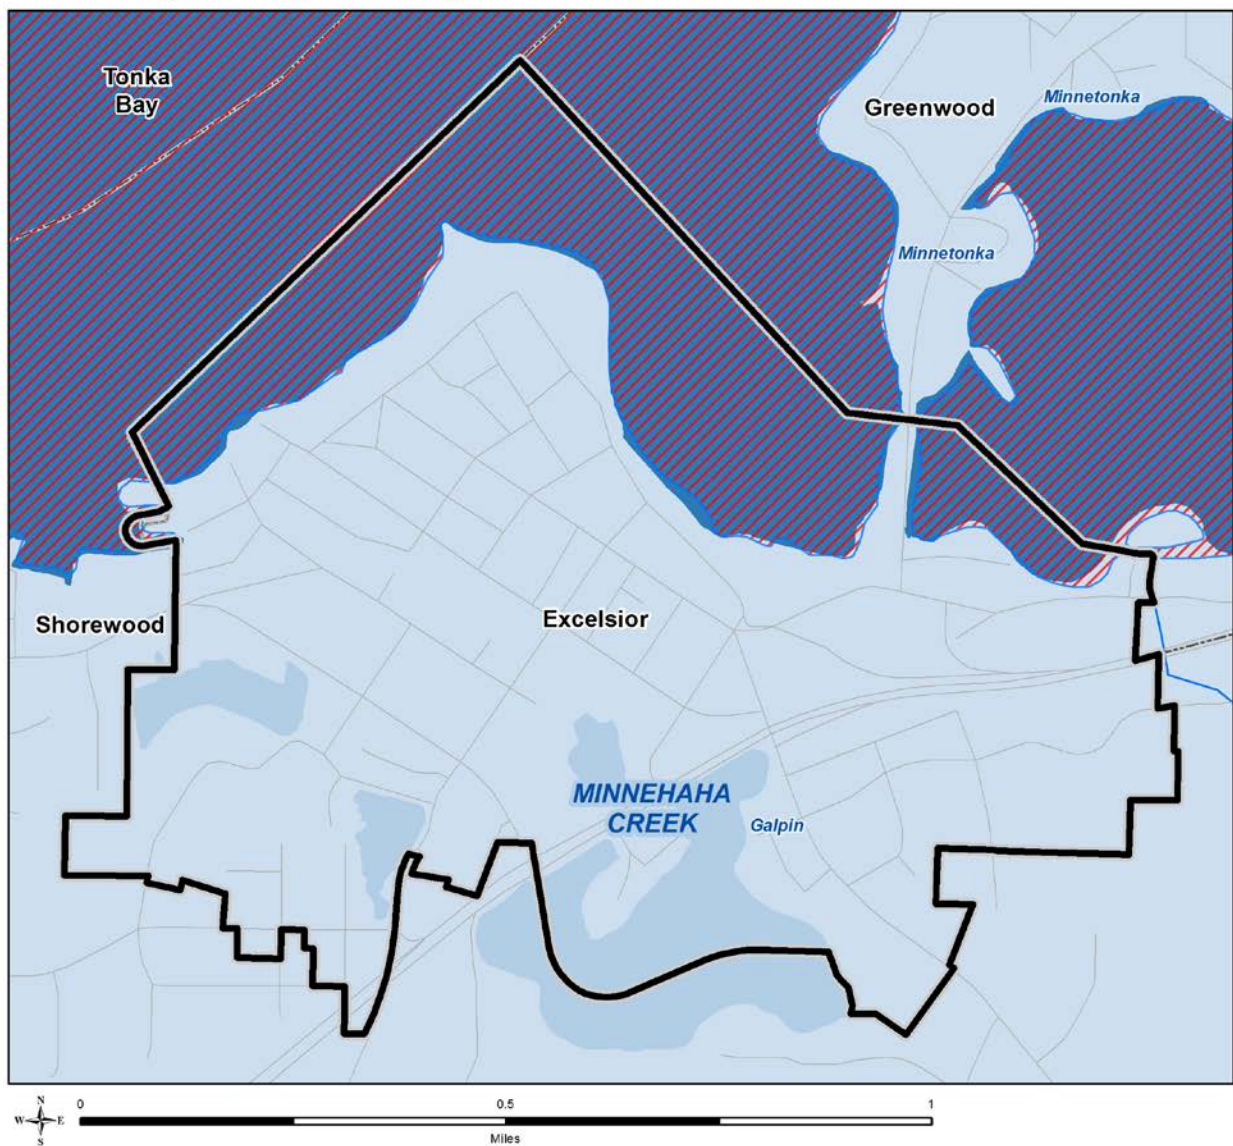 Tonka
Bay
Greenwood
Minnetonka
Minnetonka
Shorewood
Excelsior
MINNEHAHA
CREEK
Galpin
N
W
E
S
0
0.5
1
Miles